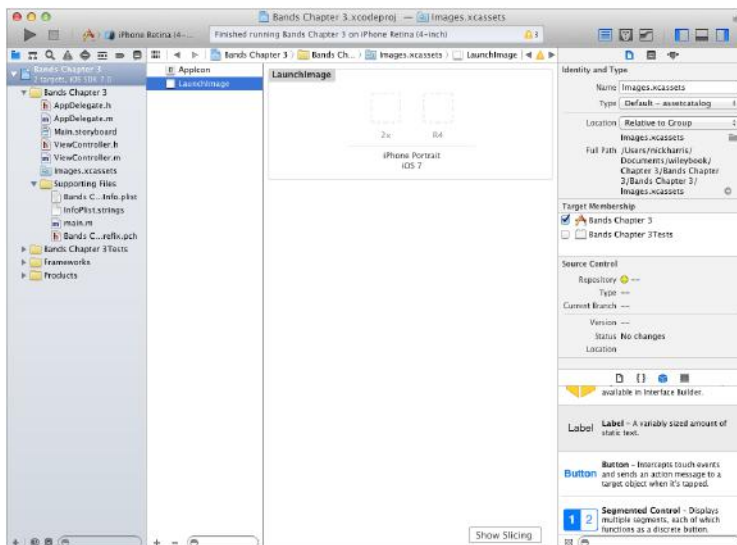 Bands Chapter 3.xcodeproj — Images.xcassets
iPhone Retina (4-...
Finished running Bands Chapter 3 on iPhone Retina (4-inch)
3
Bands Chapter 3
Bands Ch...
Images.xcassets
LaunchImage
Bands Chapter 3
2 targets, iOS SDK 7.0
Bands Chapter 3
AppDelegate.h
AppDelegate.m
Main.storyboard
ViewController.h
ViewController.m
Images.xcassets
Supporting Files
Bands C...Info.plist
InfoPlist.strings
main.m
Bands C...refix.pch
Bands Chapter 3Tests
Frameworks
Products
AppIcon
LaunchImage
LaunchImage
2x
R4
iPhone Portrait
iOS 7
Show Slicing
Identity and Type
Name Images.xcassets
Type Default - assetcatalog
Location Relative to Group
Images.xcassets
Full Path /Users/nickharris/
Documents/wileybook/
Chapter 3/Bands Chapter
3/Bands Chapter 3/
Images.xcassets
Target Membership
Bands Chapter 3
Bands Chapter 3Tests
Source Control
Repository --
Type --
Current Branch --
Version --
Status No changes
Location
available in Interface Builder.
Label
Label - A variably sized amount of
static text.
Button
Button - Intercepts touch events
and sends an action message to a
target object when it's tapped.
1 2
Segmented Control - Displays
multiple segments, each of which
functions as a discrete button.